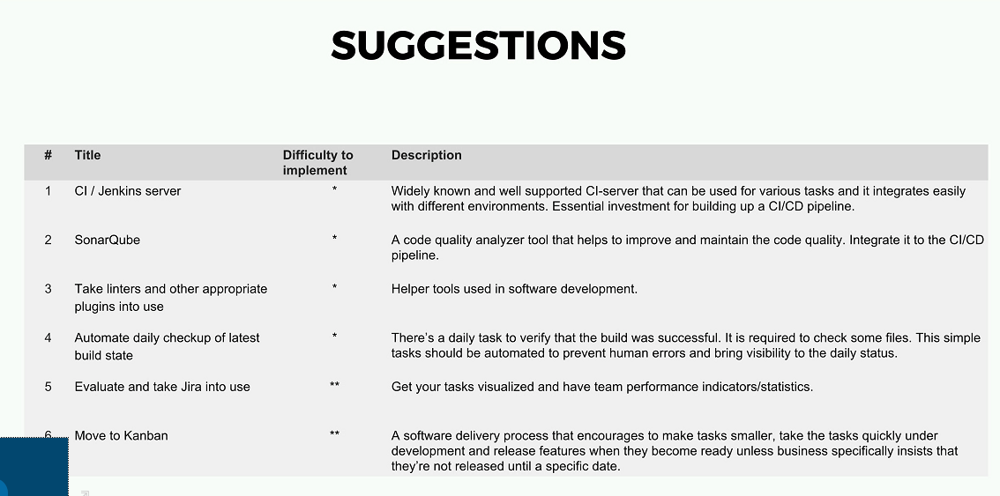 SUGGESTIONS
# Title Difficulty to implement Description
1 CI / Jenkins server * Widely known and well supported CI-server that can be used for various tasks and it integrates easily
with different environments. Essential investment for building up a CI/CD pipeline.
2 SonarQube * A code quality analyzer tool that helps to improve and maintain the code quality. Integrate it to the CI/CD
pipeline.
3 Take linters and other appropriate * Helper tools used in software development.
plugins into use
4 Automate daily checkup of latest * There's a daily task to verify that the build was successful. It is required to check some files. This simple
build state tasks should be automated to prevent human errors and bring visibility to the daily status.
5 Evaluate and take Jira into use ** Get your tasks visualized and have team performance indicators/statistics.
6 Move to Kanban ** A software delivery process that encourages to make tasks smaller, take the tasks quickly under
development and release features when they become ready unless business specifically insists that
they're not released until a specific date.